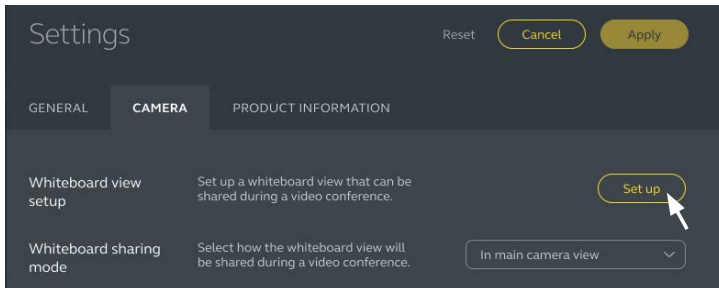 Settings
Reset
Cancel
Apply
GENERAL
CAMERA
PRODUCT INFORMATION
Whiteboard view
setup
Set up a whiteboard view that can be
shared during a video conference.
Set up
Whiteboard sharing
mode
Select how the whiteboard view will
be shared during a video conference.
In main camera view